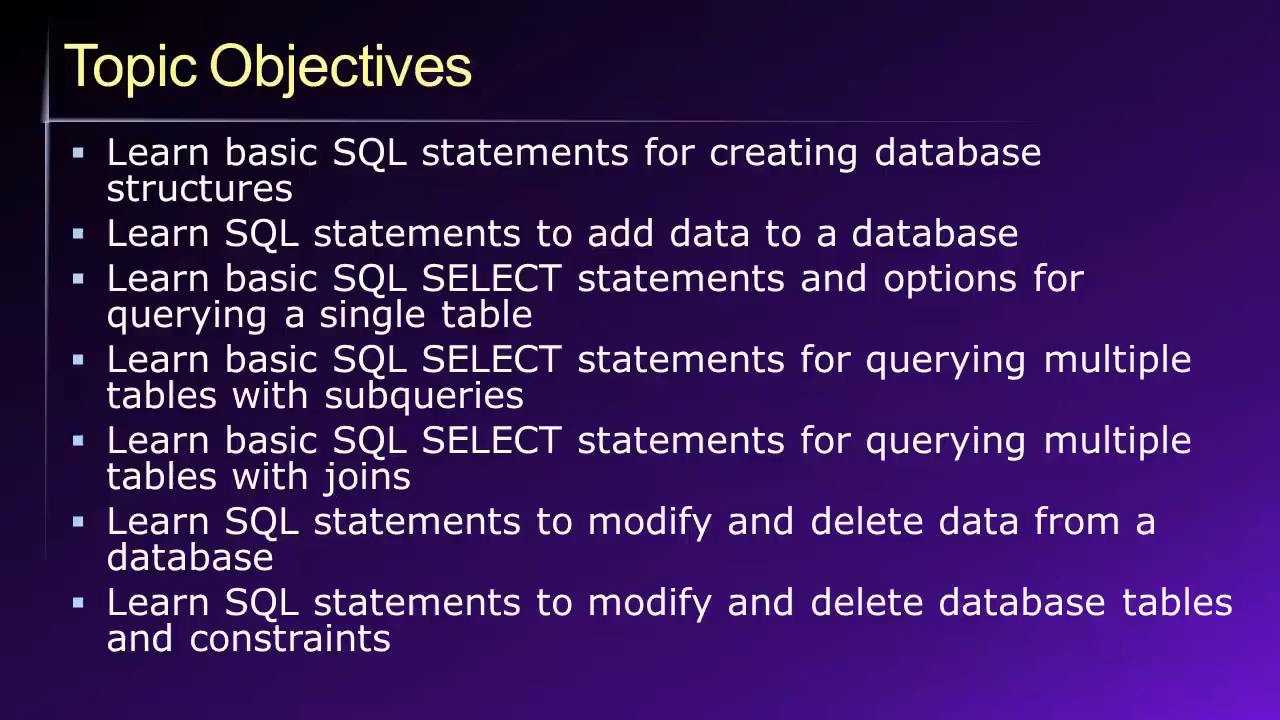 Topic Objectives
Learn basic SQL statements for creating database
structures
Learn SQL statements to add data to a database
Learn basic SQL SELECT statements and options for
querying a single table
Learn basic SQL SELECT statements for querying multiple
tables with subqueries
Learn basic SQL SELECT statements for querying multiple
tables with joins
Learn SQL statements to modify and delete data from a
database
Learn SQL statements to modify and delete database tables
and constraints